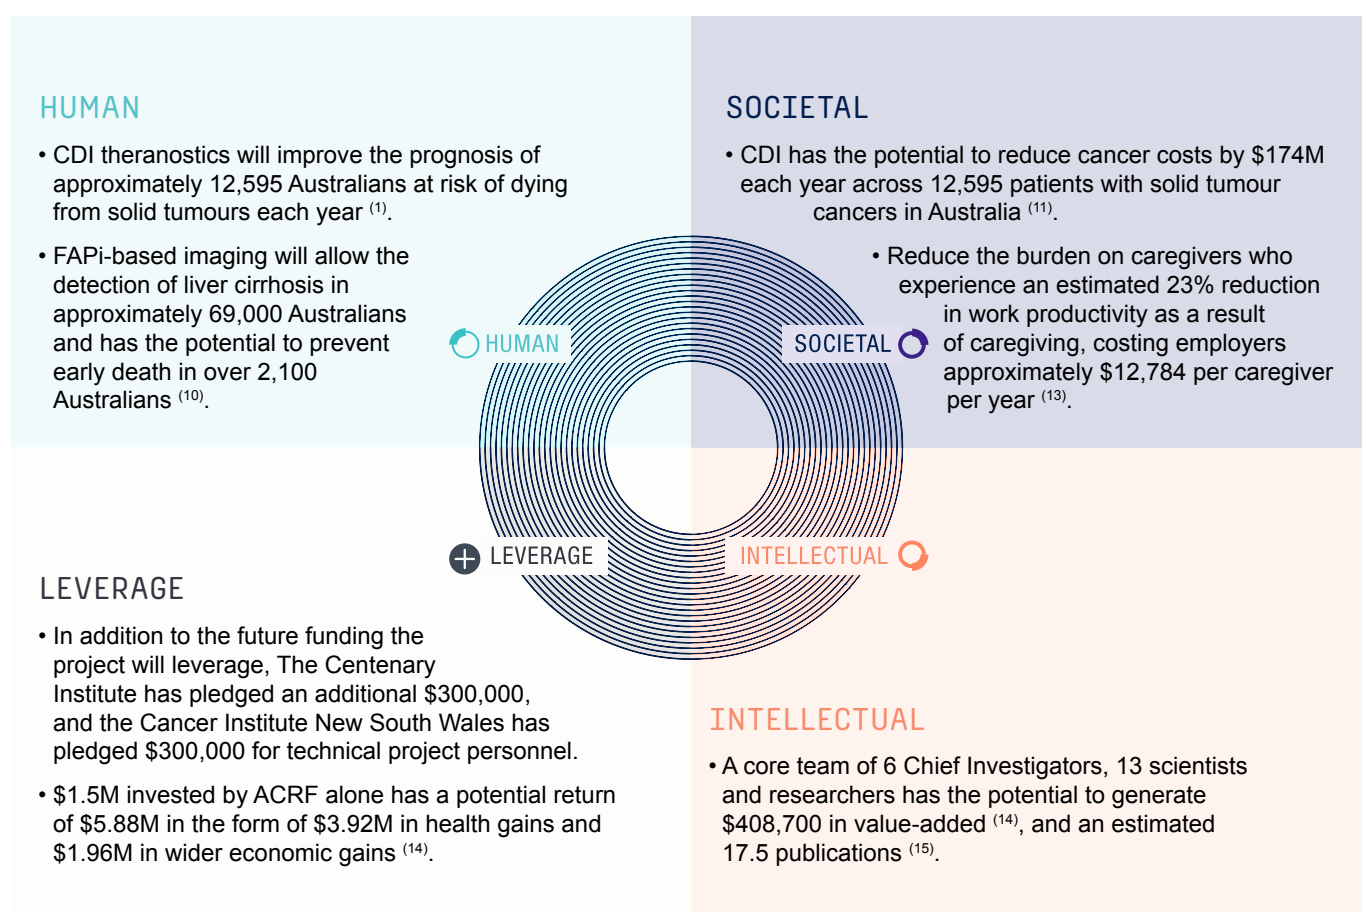 HUMAN
• CDI theranostics will improve the prognosis of
approximately 12,595 Australians at risk of dying
from solid tumours each year (1).
• FAPi-based imaging will allow the
detection of liver cirrhosis in
approximately 69,000 Australians
and has the potential to prevent
early death in over 2,100
Australians (10).
SOCIETAL
• CDI has the potential to reduce cancer costs by $174M
each year across 12,595 patients with solid tumour
cancers in Australia (11).
• Reduce the burden on caregivers who
experience an estimated 23% reduction
in work productivity as a result
of caregiving, costing employers
approximately $12,784 per caregiver
per year (13).
HUMAN
SOCIETAL
LEVERAGE
INTELLECTUAL
LEVERAGE
• In addition to the future funding the
project will leverage, The Centenary
Institute has pledged an additional $300,000,
and the Cancer Institute New South Wales has
pledged $300,000 for technical project personnel.
• $1.5M invested by ACRF alone has a potential return
of $5.88M in the form of $3.92M in health gains and
$1.96M in wider economic gains (14).
INTELLECTUAL
• A core team of 6 Chief Investigators, 13 scientists
and researchers has the potential to generate
$408,700 in value-added (14), and an estimated
17.5 publications (15).